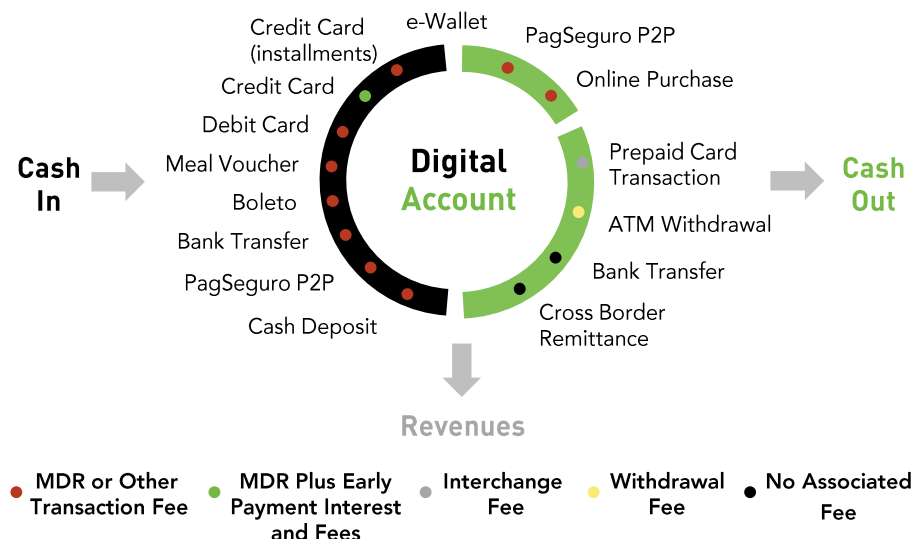 e-Wallet
Credit Card
(installments)
Credit Card
Debit Card
Meal Voucher
Boleto
Bank Transfer
PagSeguro P2P
Cash Deposit
Cash
In
Digital
Account
PagSeguro P2P
Online Purchase
Prepaid Card
Transaction
ATM Withdrawal
Bank Transfer
Cross Border
Remittance
Cash
Out
Revenues
MDR or Other
Transaction Fee
MDR Plus Early
Payment Interest
and Fees
Interchange
Fee
Withdrawal
Fee
No Associated
Fee